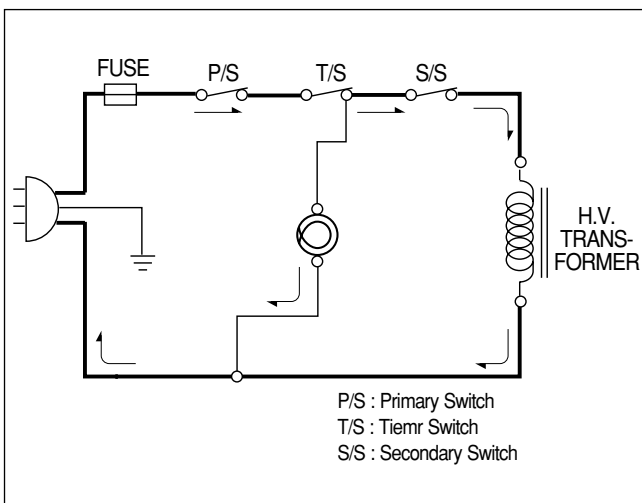 FUSE
P/S
T/S
S/S
H.V.
TRANS-
FORMER
P/S : Primary Switch
T/S : Tiemr Switch
S/S : Secondary Switch